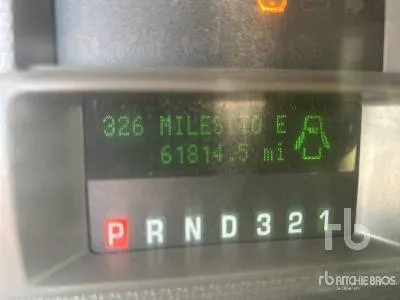 326 MILES TO E
61814.5 mi
P R N D 3 2 1
rb
RITCHIE BROS.